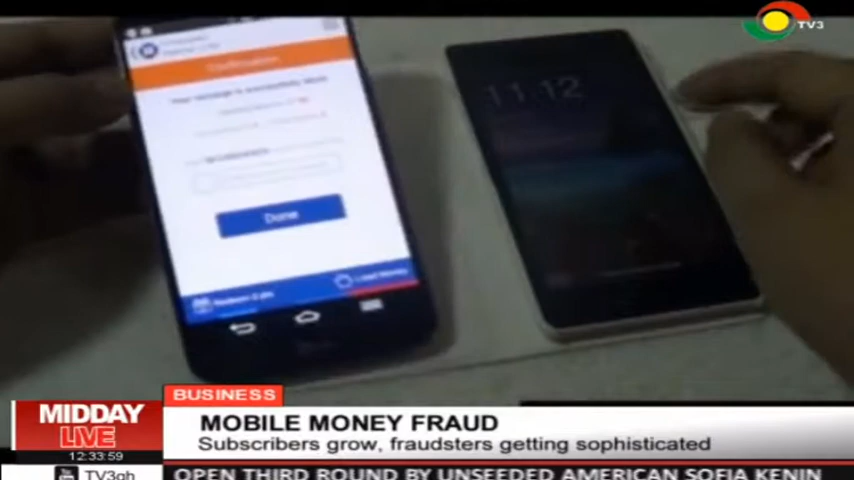 TV3
11:12
Done
BUSINESS
MIDDAY
LIVE
MOBILE MONEY FRAUD
Subscribers grow, fraudsters getting sophisticated
12:33:59
TV3gh
OPEN THIRD ROUND BY UNSEEDED AMERICAN SOFIA KENIN